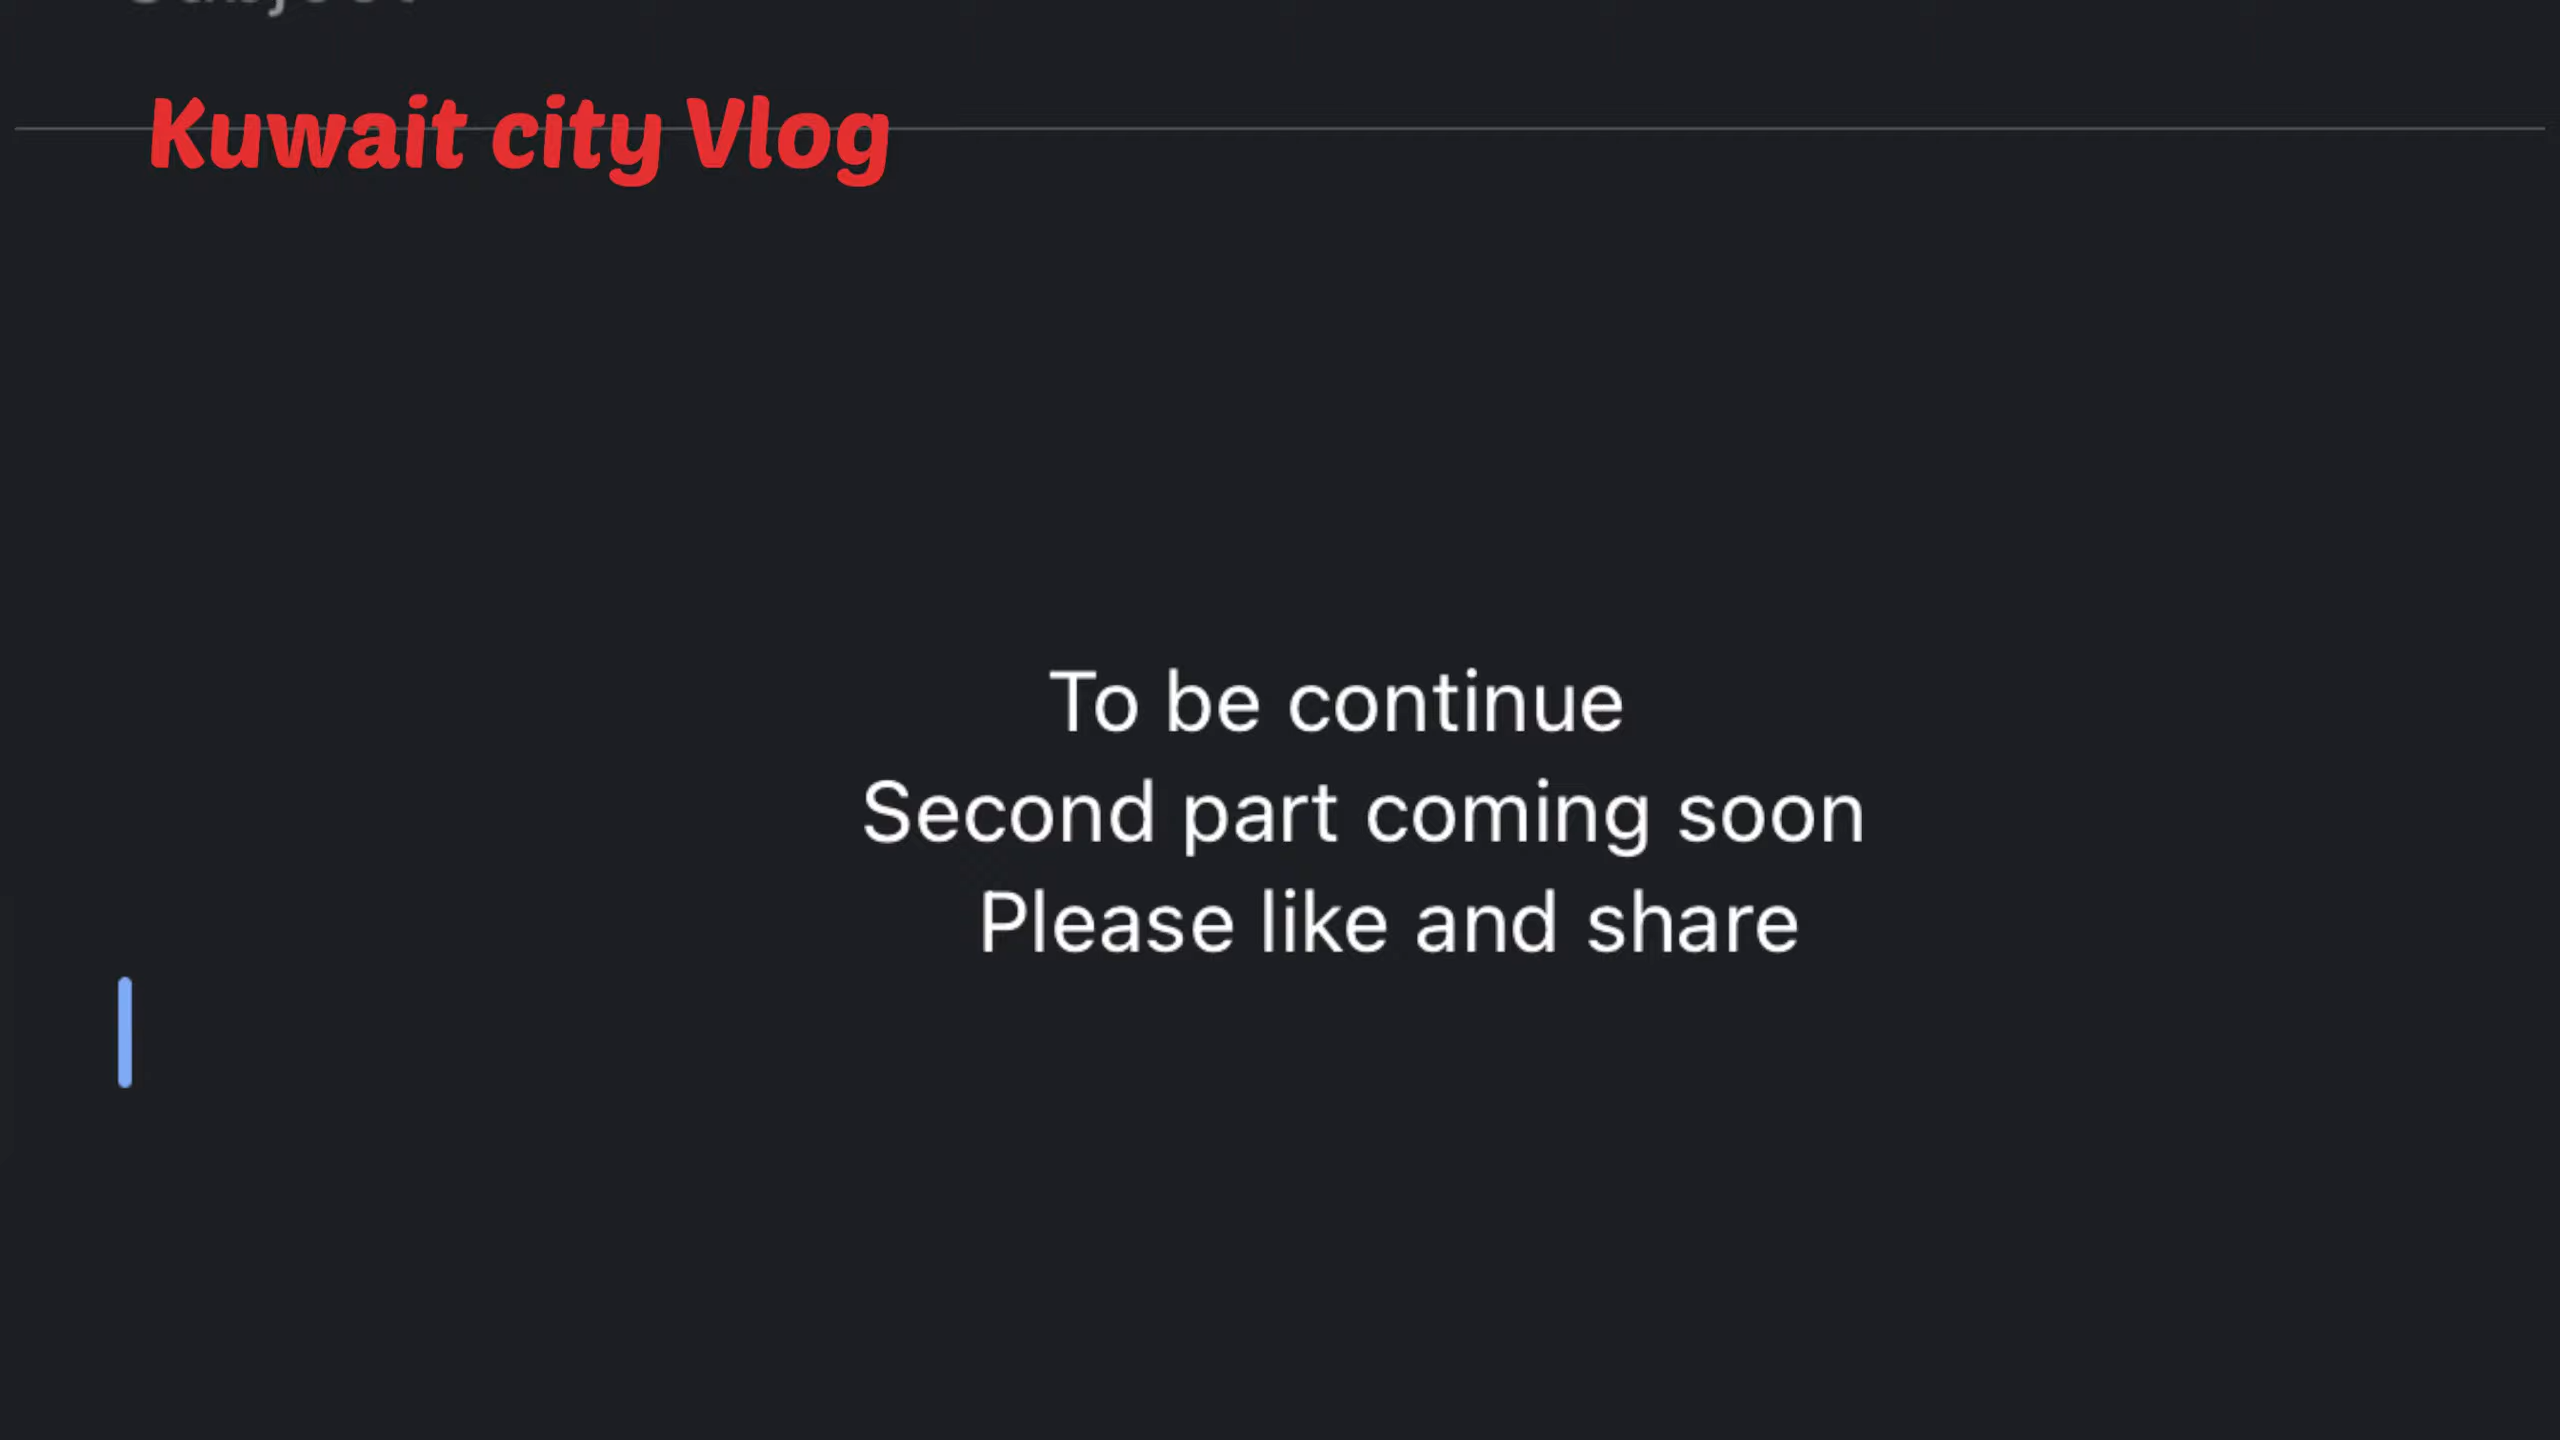 Kuwait city Vlog
To be continue
Second part coming soon
Please like and share